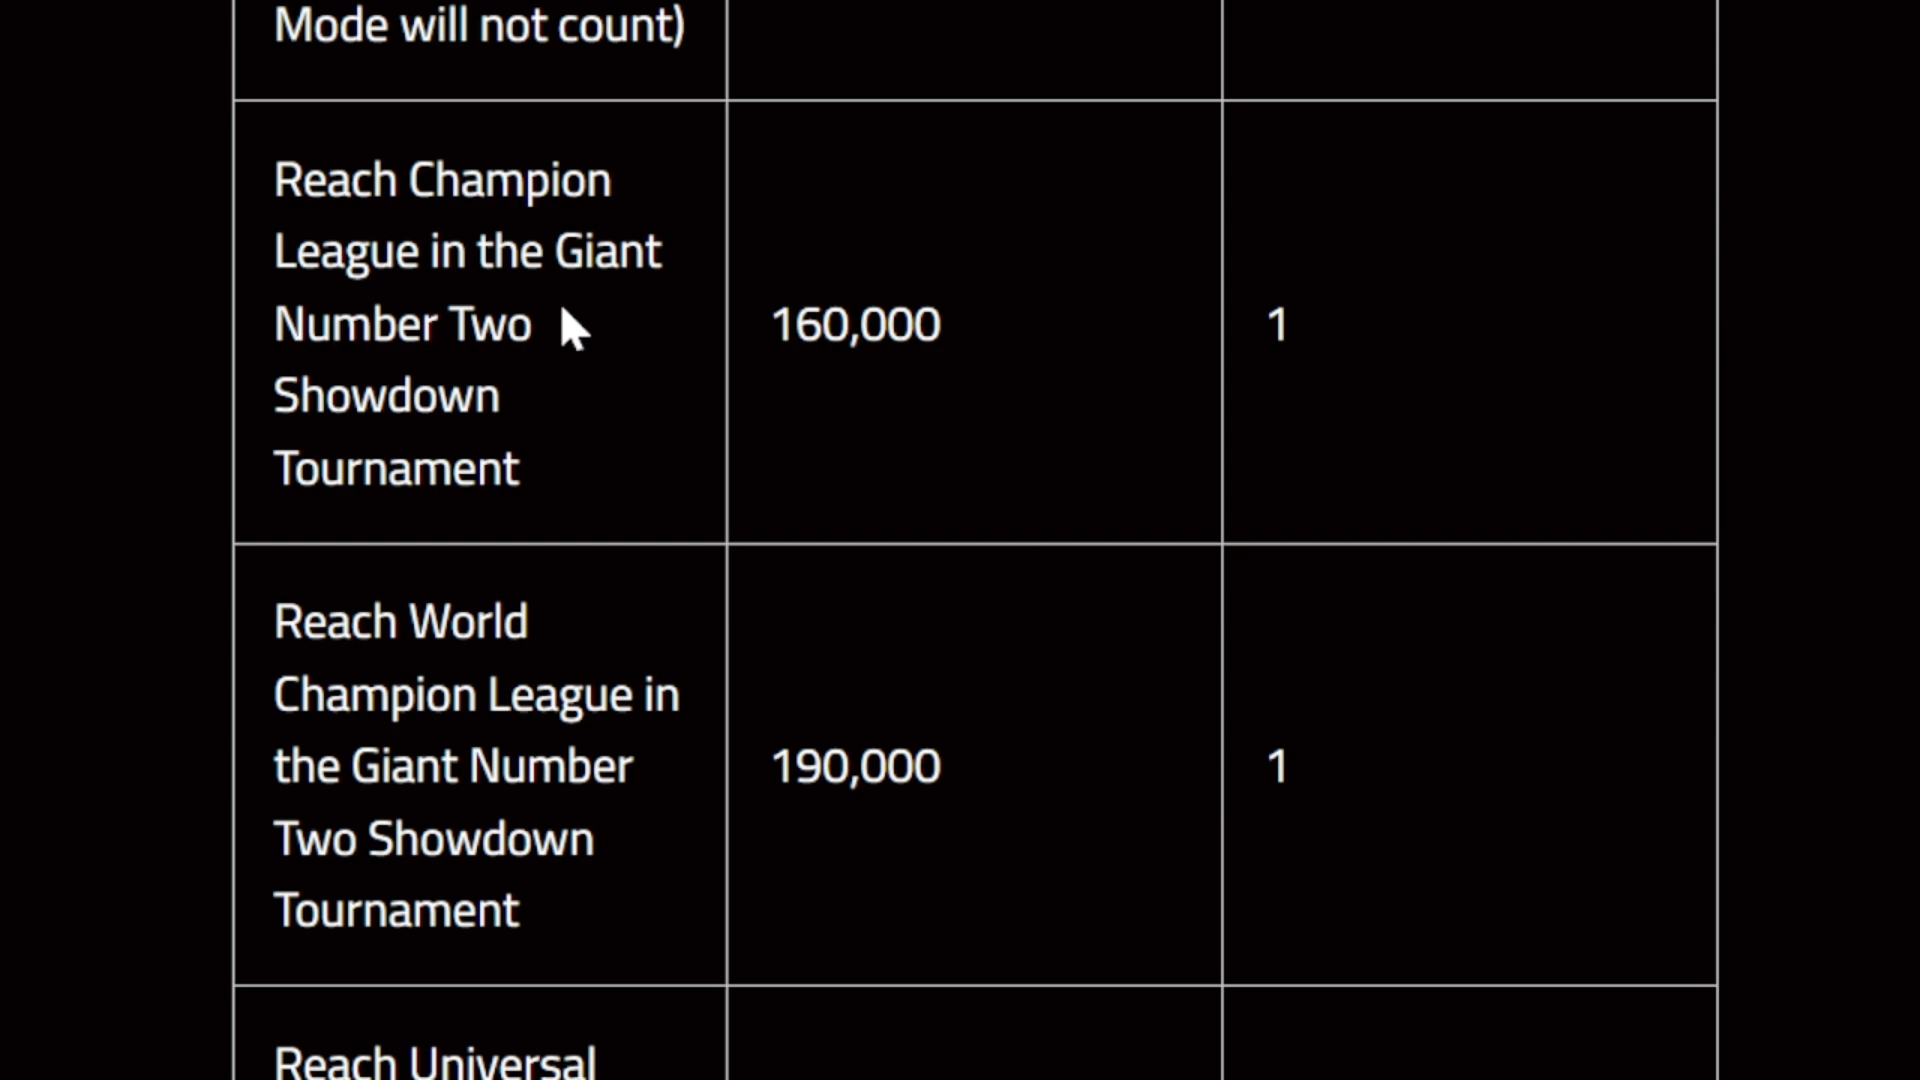 Mode will not count)
Reach Champion
League in the Giant
Number Two
Showdown
Tournament
160,000
1
Reach World
Champion League in
the Giant Number
Two Showdown
Tournament
190,000
1
Reach Universal